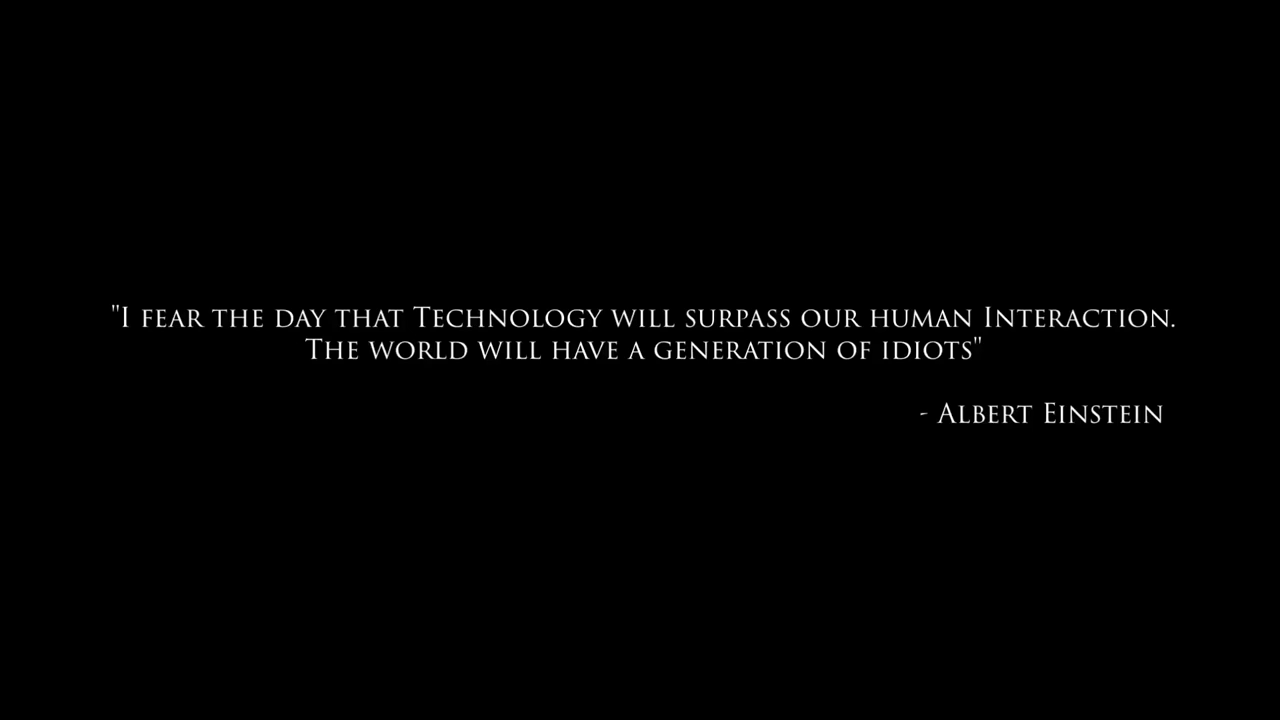 "I fear the day that Technology will surpass our human Interaction.
The world will have a generation of idiots"
- Albert Einstein